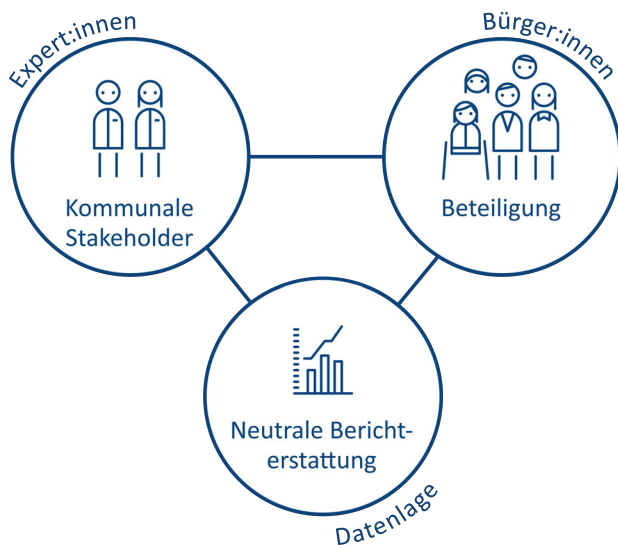 Expert:innen
Bürger:innen
Kommunale
Stakeholder
Beteiligung
Neutrale Bericht-
erstattung
Datenlage